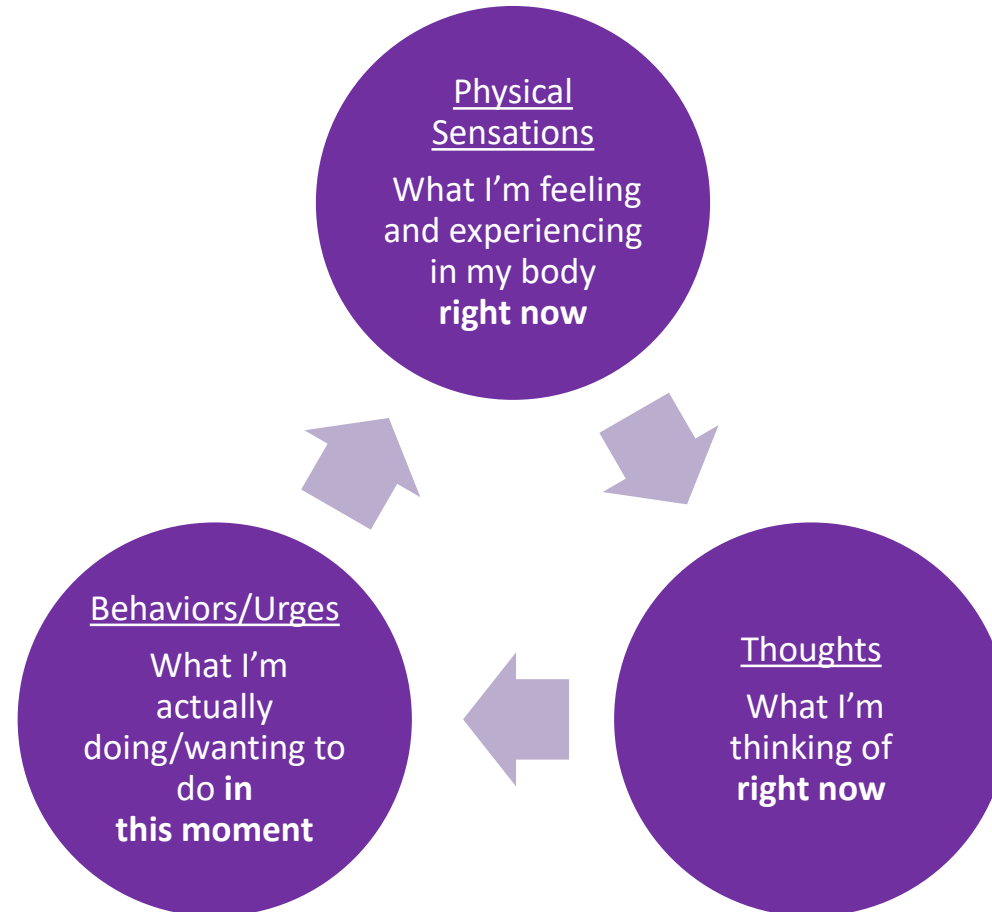 Physical
Sensations
What I’m feeling
and experiencing
in my body
right now
Behaviors/Urges
What I’m
actually
doing/wanting to
do in
this moment
Thoughts
What I’m
thinking of
right now